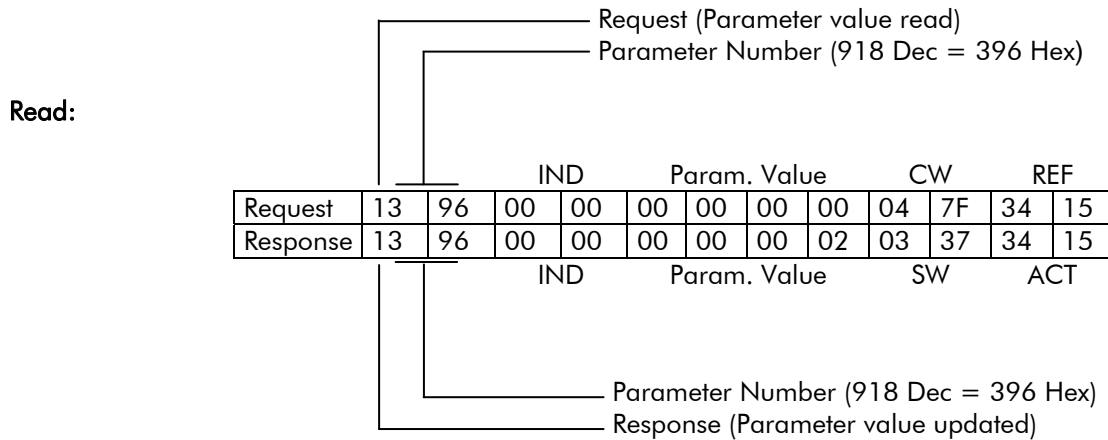 Request (Parameter value read)
Parameter Number (918 Dec = 396 Hex)
Read:
IND Param. Value CW REF
Request 13 96 00 00 00 00 00 00 04 7F 34 15
Response 13 96 00 00 00 00 00 02 03 37 34 15
IND Param. Value SW ACT
Parameter Number (918 Dec = 396 Hex)
Response (Parameter value updated)